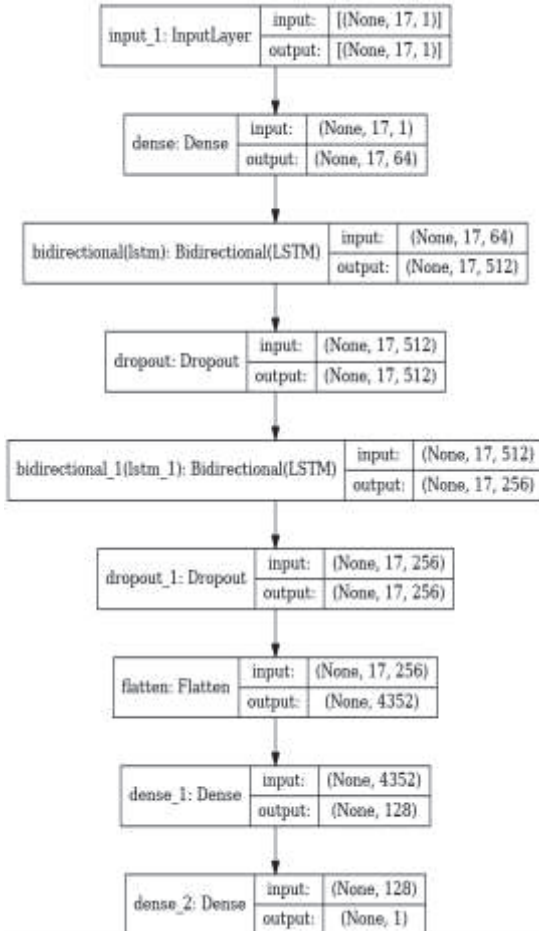 input_1: InputLayer
input: [(None, 17, 1)]
output: [(None, 17, 1)]
dense: Dense
input: (None, 17, 1)
output: (None, 17, 64)
bidirectional(lstm): Bidirectional(LSTM)
input: (None, 17, 64)
output: (None, 17, 512)
dropout: Dropout
input: (None, 17, 512)
output: (None, 17, 512)
bidirectional_1(lstm_1): Bidirectional(LSTM)
input: (None, 17, 512)
output: (None, 17, 256)
dropout_1: Dropout
input: (None, 17, 256)
output: (None, 17, 256)
flatten: Flatten
input: (None, 17, 256)
output: (None, 4352)
dense_1: Dense
input: (None, 4352)
output: (None, 128)
dense_2: Dense
input: (None, 128)
output: (None, 1)